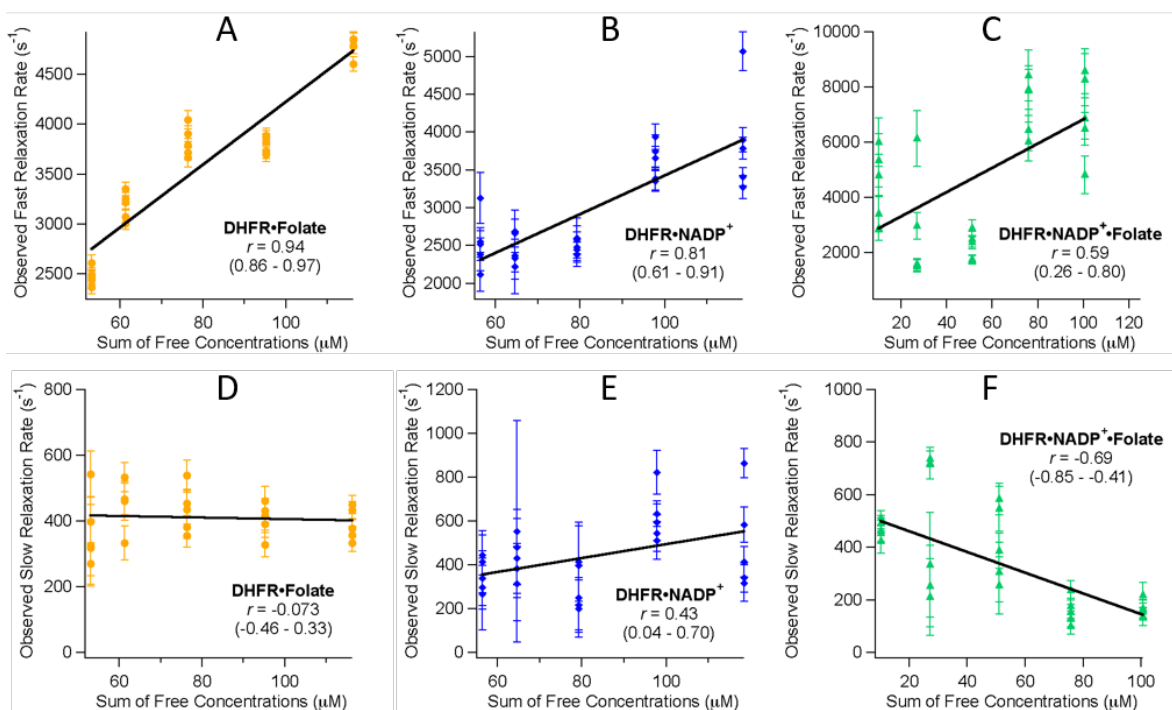 A
Observed Fast Relaxation Rate (s⁻¹)
4500
4000
3500
3000
2500
DHFR•Folate
r = 0.94
(0.86 - 0.97)
60
80
100
Sum of Free Concentrations (μM)
B
Observed Fast Relaxation Rate (s⁻¹)
5000
4500
4000
3500
3000
2500
2000
DHFR•NADP⁺
r = 0.81
(0.61 - 0.91)
60
80
100
Sum of Free Concentrations (μM)
C
Observed Fast Relaxation Rate (s⁻¹)
10000
8000
6000
4000
2000
0
DHFR•NADP⁺•Folate
r = 0.59
(0.26 - 0.80)
20
40
60
80
100
120
Sum of Free Concentrations (μM)
D
Observed Slow Relaxation Rate (s⁻¹)
800
600
400
200
0
DHFR•Folate
r = -0.073
(-0.46 - 0.33)
60
80
100
Sum of Free Concentrations (μM)
E
Observed Slow Relaxation Rate (s⁻¹)
1200
1000
800
600
400
200
0
DHFR•NADP⁺
r = 0.43
(0.04 - 0.70)
60
80
100
Sum of Free Concentrations (μM)
F
Observed Slow Relaxation Rate (s⁻¹)
1000
800
600
400
200
0
DHFR•NADP⁺•Folate
r = -0.69
(-0.85 - -0.41)
20
40
60
80
100
Sum of Free Concentrations (μM)